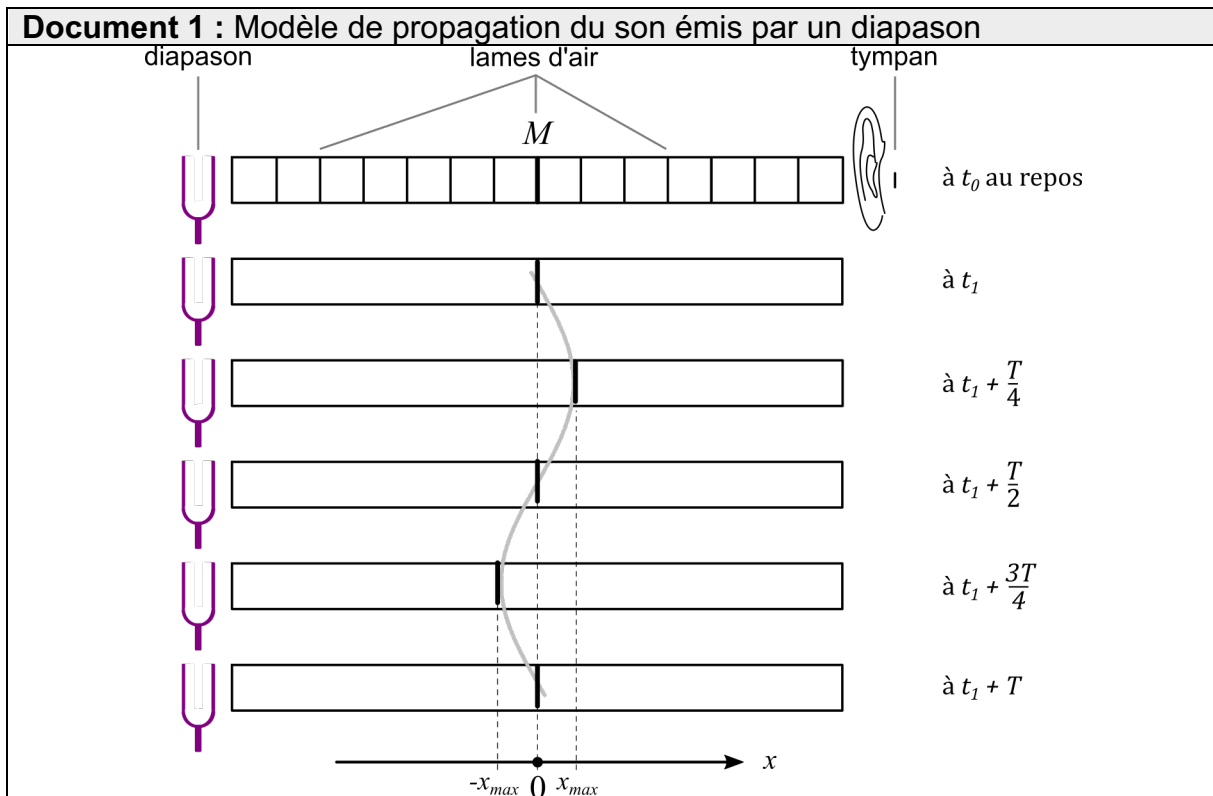 Document 1 : Modèle de propagation du son émis par un diapason
diapason lames d'air tympan
M
à t₀ au repos
à t₁
à t₁ + T/4
à t₁ + T/2
à t₁ + 3T/4
à t₁ + T
x
-xₘₐₓ 0 xₘₐₓ